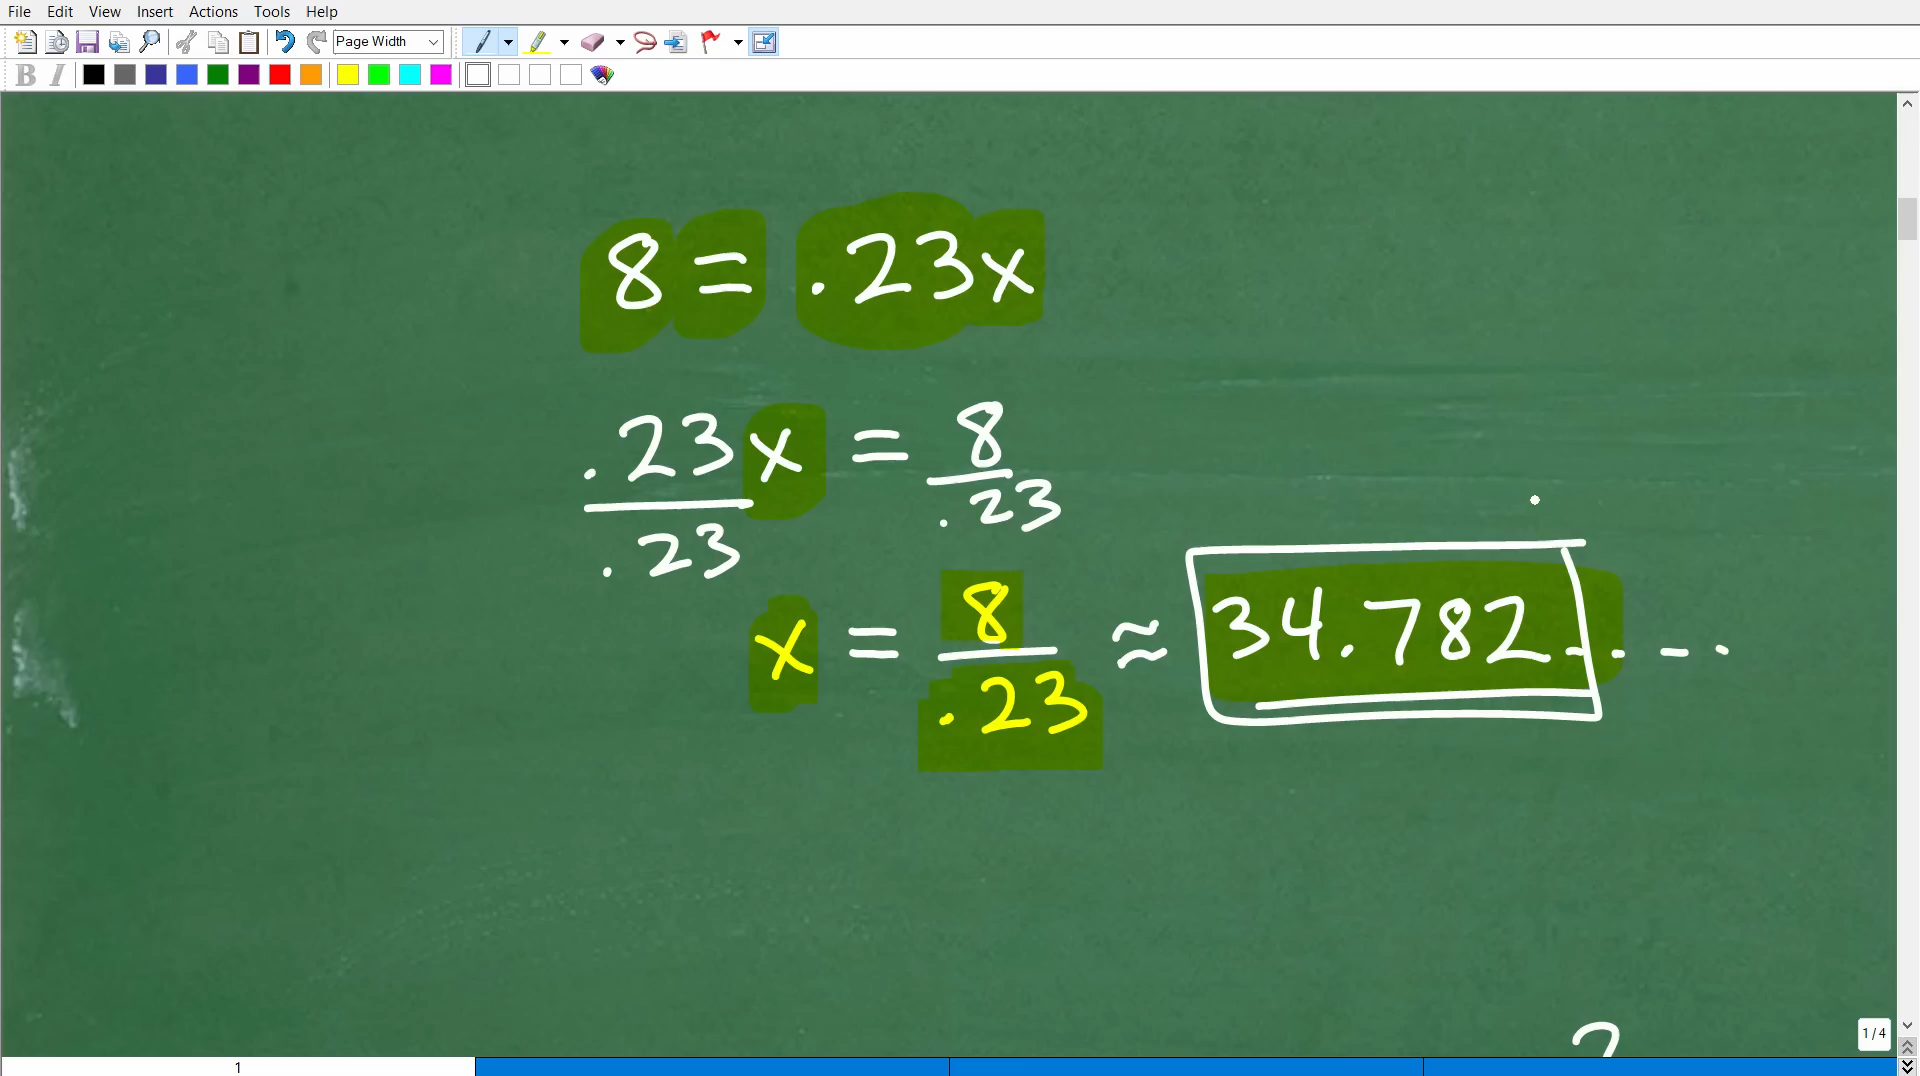 File Edit View Insert Actions Tools Help
Page Width
B I
8 = .23x
.23x = 8
.23 .23
x = 8 ≈ 34.782.....
.23
1 / 4
1